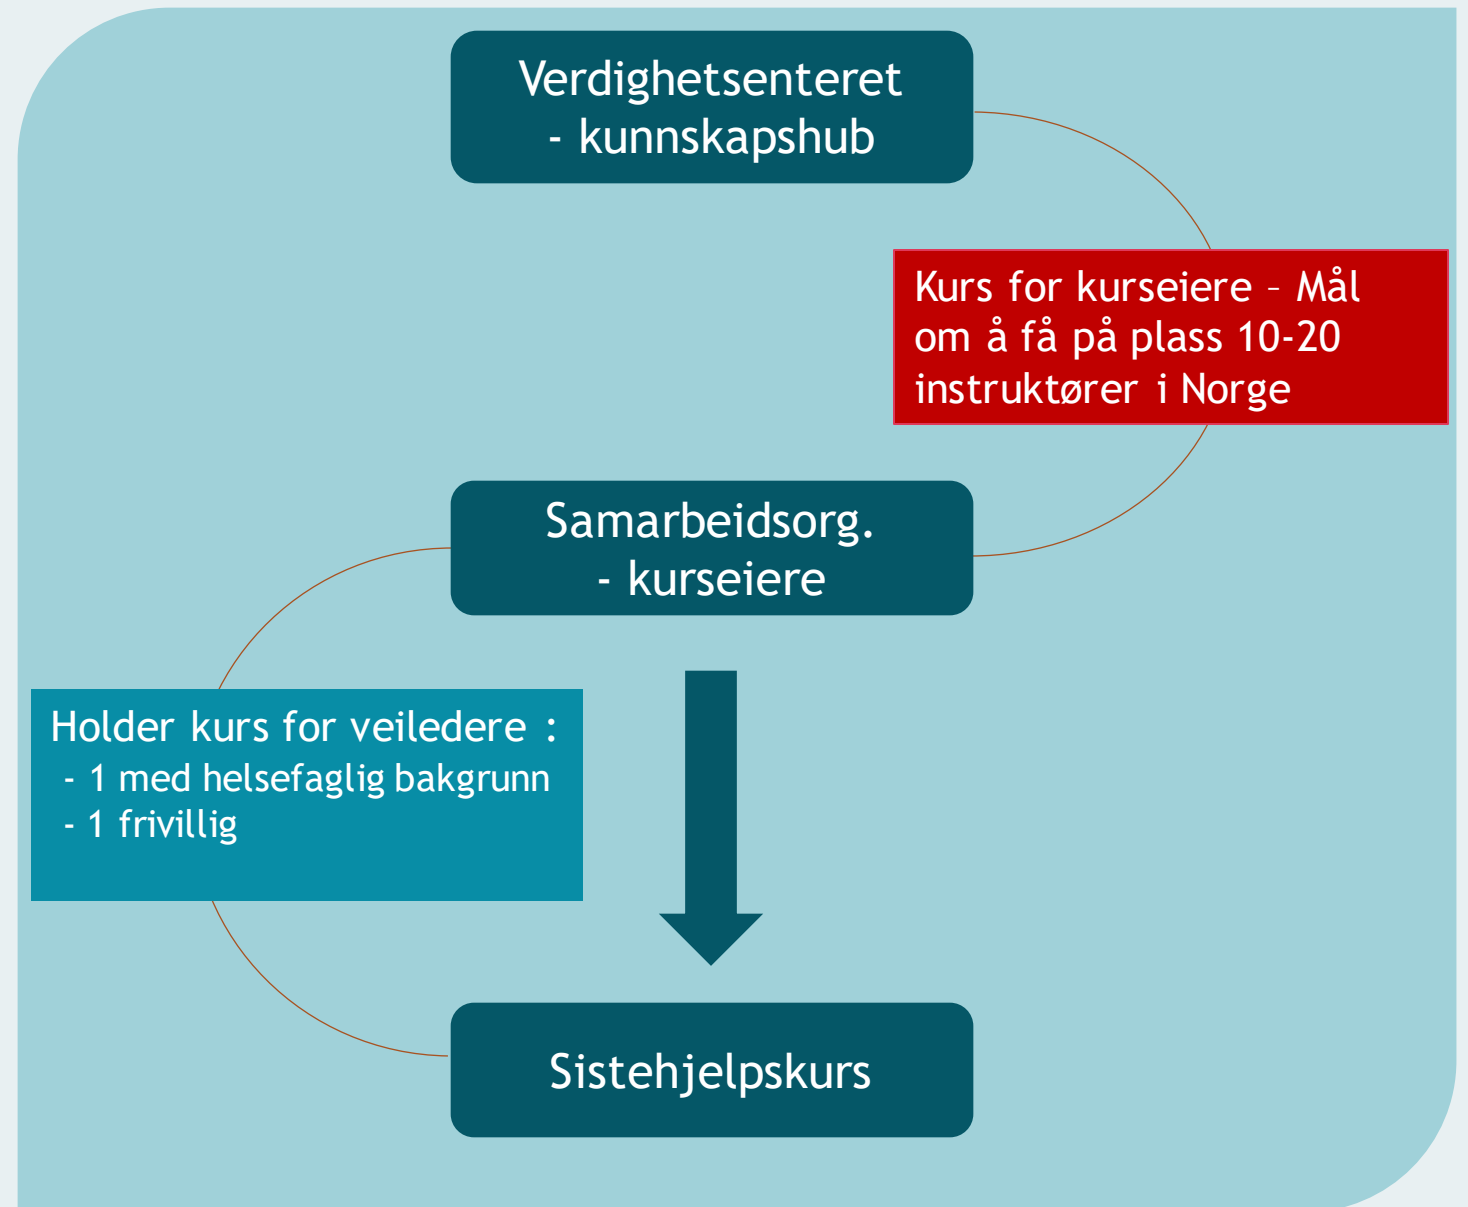 Verdighetsenteret
- kunnskapshub
Kurs for kurseiere – Mål
om å få på plass 10-20
instruktører i Norge
Samarbeidsorg.
- kurseiere
Holder kurs for veiledere :
- 1 med helsefaglig bakgrunn
- 1 frivillig
Sistehjelpskurs